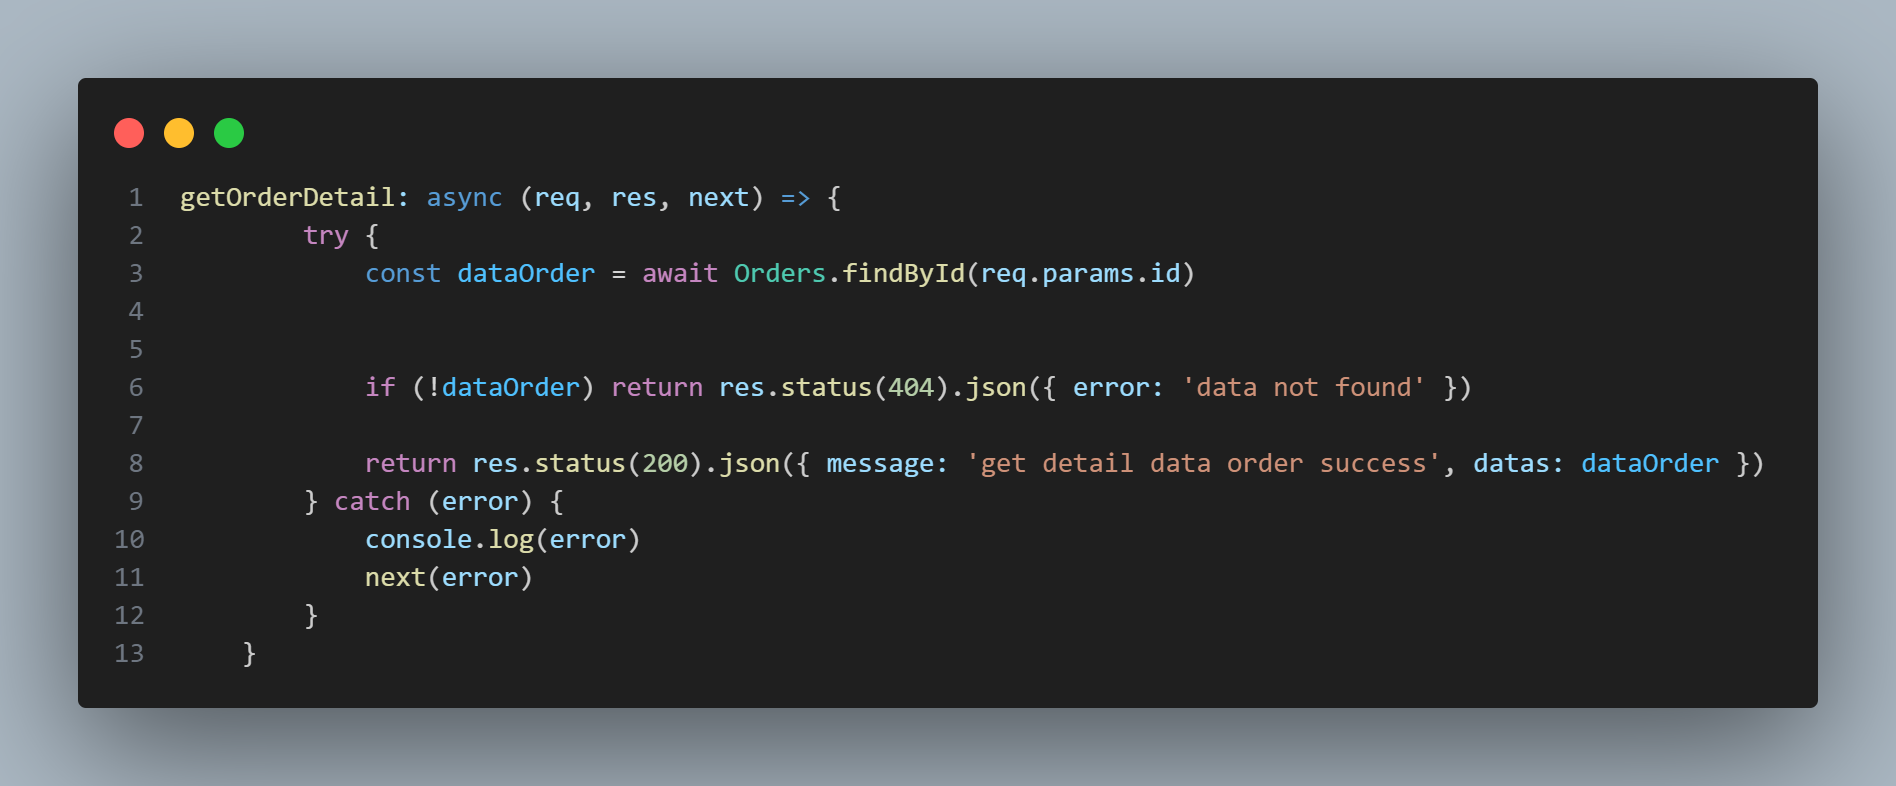 1 getOrderDetail: async (req, res, next) => {
2 try {
3 const dataOrder = await Orders.findById(req.params.id)
4
5
6 if (!dataOrder) return res.status(404).json({ error: 'data not found' })
7
8 return res.status(200).json({ message: 'get detail data order success', datas: dataOrder })
9 } catch (error) {
10 console.log(error)
11 next(error)
12 }
13 }